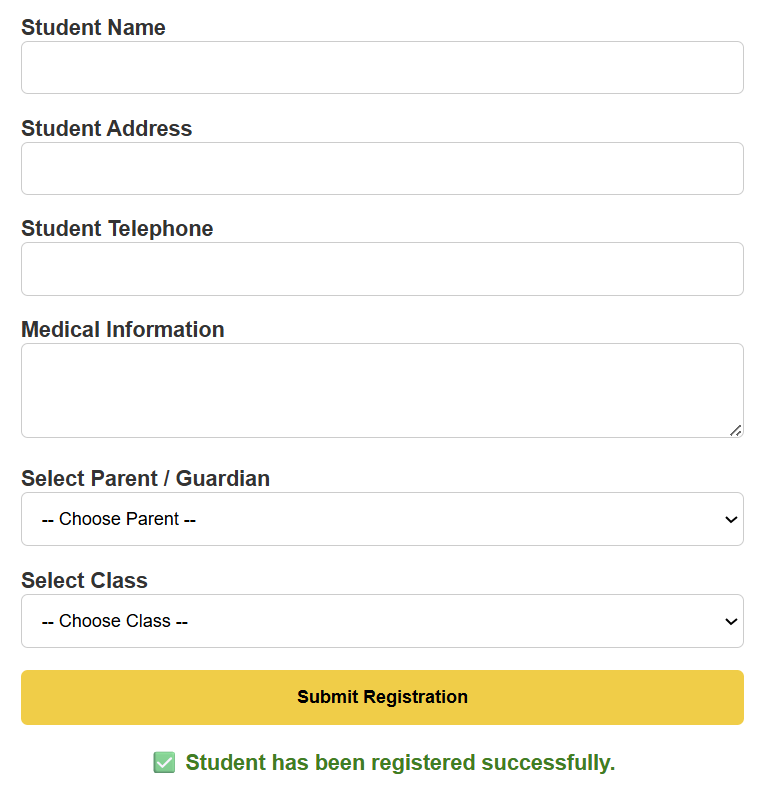 Student Name
Student Address
Student Telephone
Medical Information
Select Parent / Guardian
-- Choose Parent --
Select Class
-- Choose Class --
Submit Registration
✅ Student has been registered successfully.